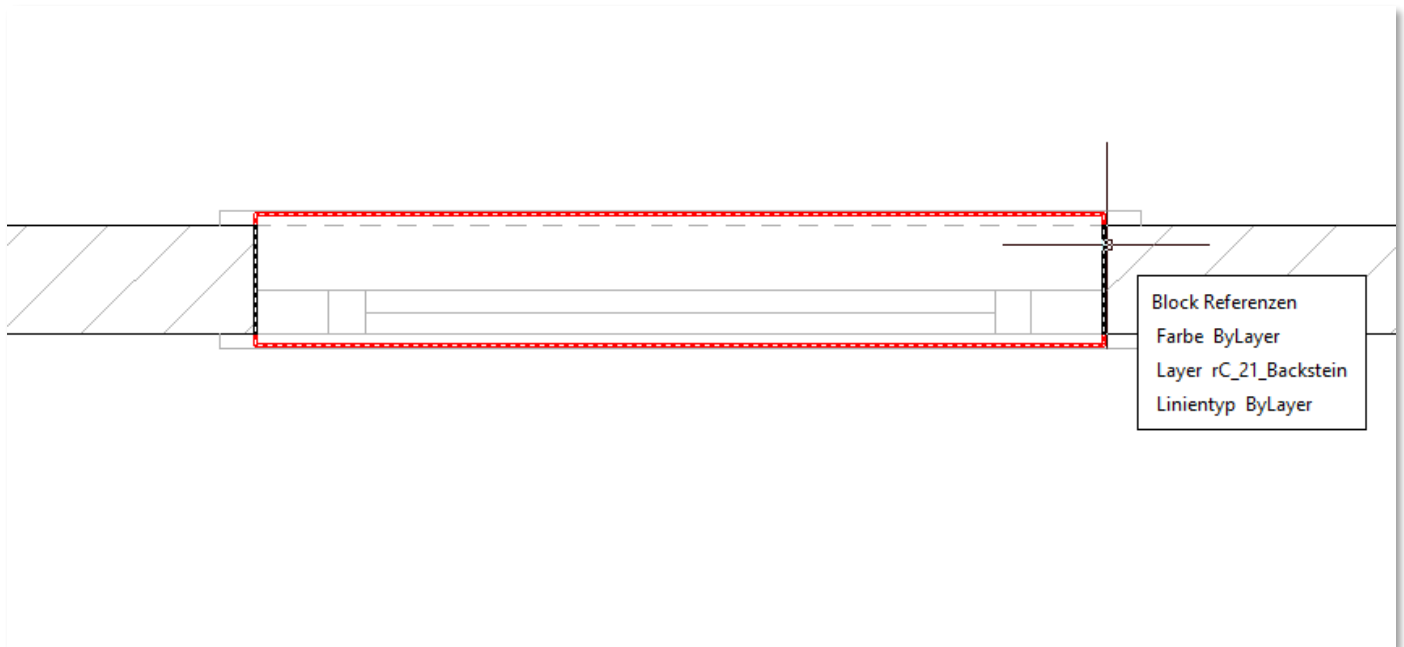 Block Referenzen
Farbe ByLayer
Layer rC_21_Backstein
Linientyp ByLayer